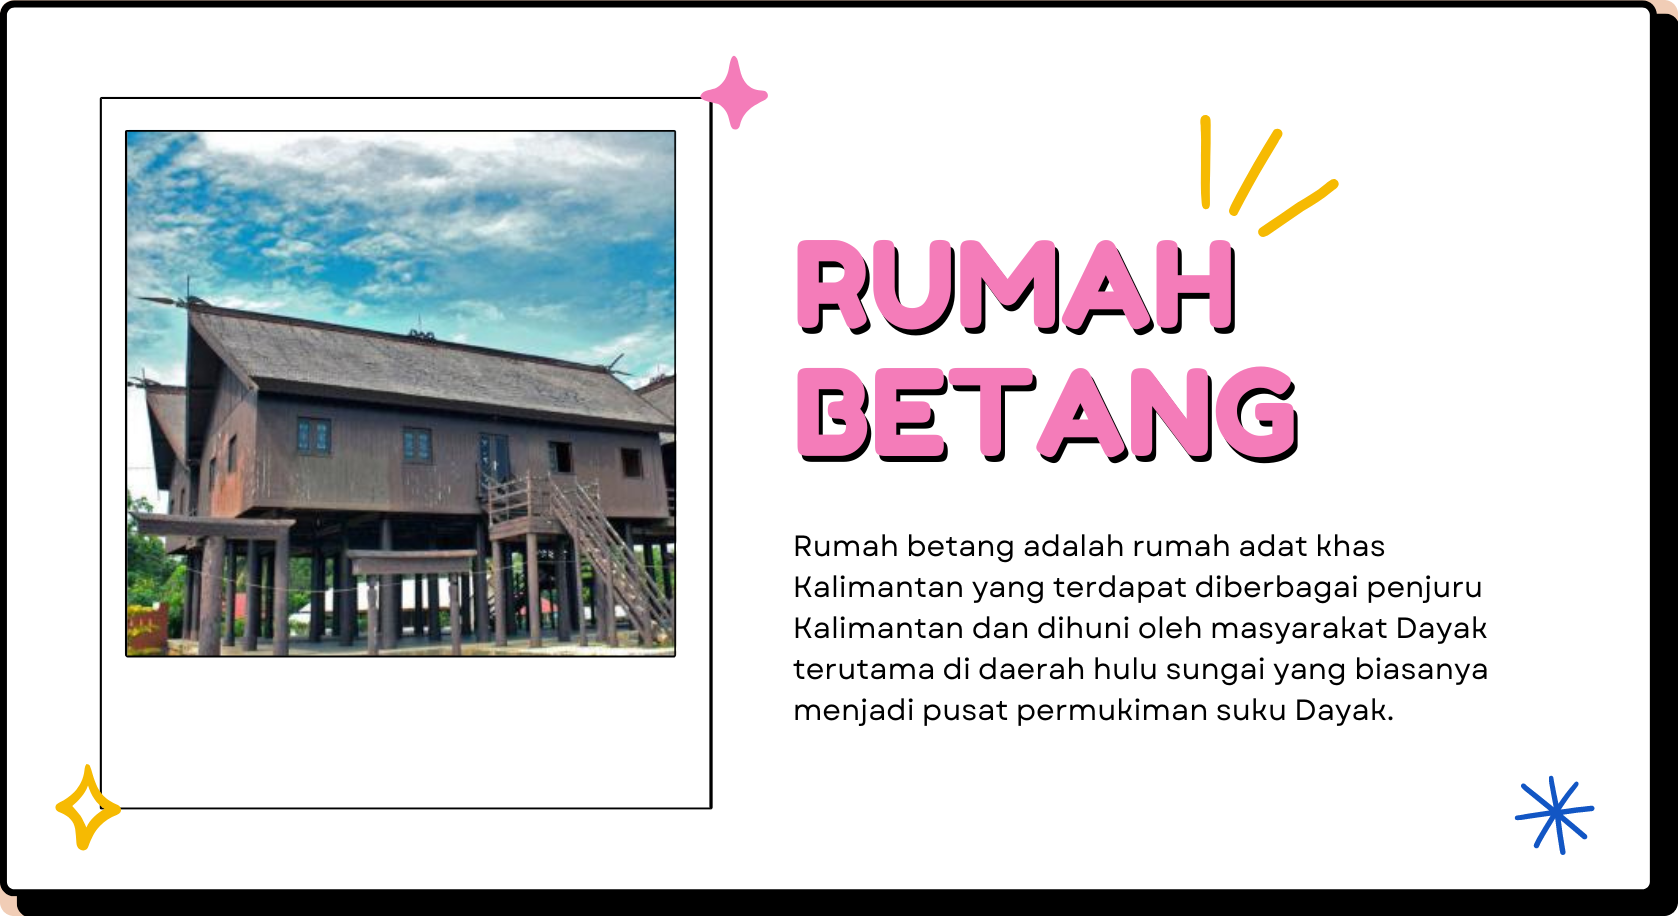 RUMAH
BETANG
Rumah betang adalah rumah adat khas
Kalimantan yang terdapat diberbagai penjuru
Kalimantan dan dihuni oleh masyarakat Dayak
terutama di daerah hulu sungai yang biasanya
menjadi pusat permukiman suku Dayak.